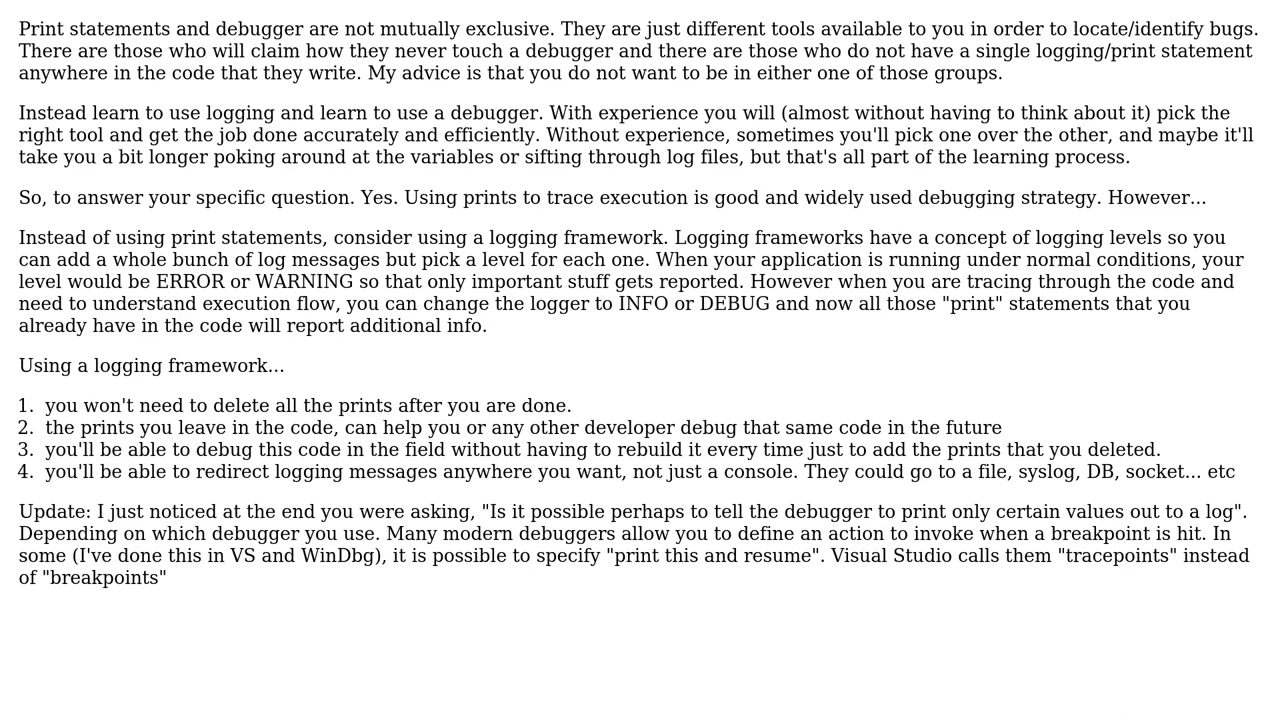 Print statements and debugger are not mutually exclusive. They are just different tools available to you in order to locate/identify bugs.
There are those who will claim how they never touch a debugger and there are those who do not have a single logging/print statement
anywhere in the code that they write. My advice is that you do not want to be in either one of those groups.
Instead learn to use logging and learn to use a debugger. With experience you will (almost without having to think about it) pick the
right tool and get the job done accurately and efficiently. Without experience, sometimes you'll pick one over the other, and maybe it'll
take you a bit longer poking around at the variables or sifting through log files, but that's all part of the learning process.
So, to answer your specific question. Yes. Using prints to trace execution is good and widely used debugging strategy. However...
Instead of using print statements, consider using a logging framework. Logging frameworks have a concept of logging levels so you
can add a whole bunch of log messages but pick a level for each one. When your application is running under normal conditions, your
level would be ERROR or WARNING so that only important stuff gets reported. However when you are tracing through the code and
need to understand execution flow, you can change the logger to INFO or DEBUG and now all those "print" statements that you
already have in the code will report additional info.
Using a logging framework...
1. you won't need to delete all the prints after you are done.
2. the prints you leave in the code, can help you or any other developer debug that same code in the future
3. you'll be able to debug this code in the field without having to rebuild it every time just to add the prints that you deleted.
4. you'll be able to redirect logging messages anywhere you want, not just a console. They could go to a file, syslog, DB, socket... etc
Update: I just noticed at the end you were asking, "Is it possible perhaps to tell the debugger to print only certain values out to a log".
Depending on which debugger you use. Many modern debuggers allow you to define an action to invoke when a breakpoint is hit. In
some (I've done this in VS and WinDbg), it is possible to specify "print this and resume". Visual Studio calls them "tracepoints" instead
of "breakpoints"